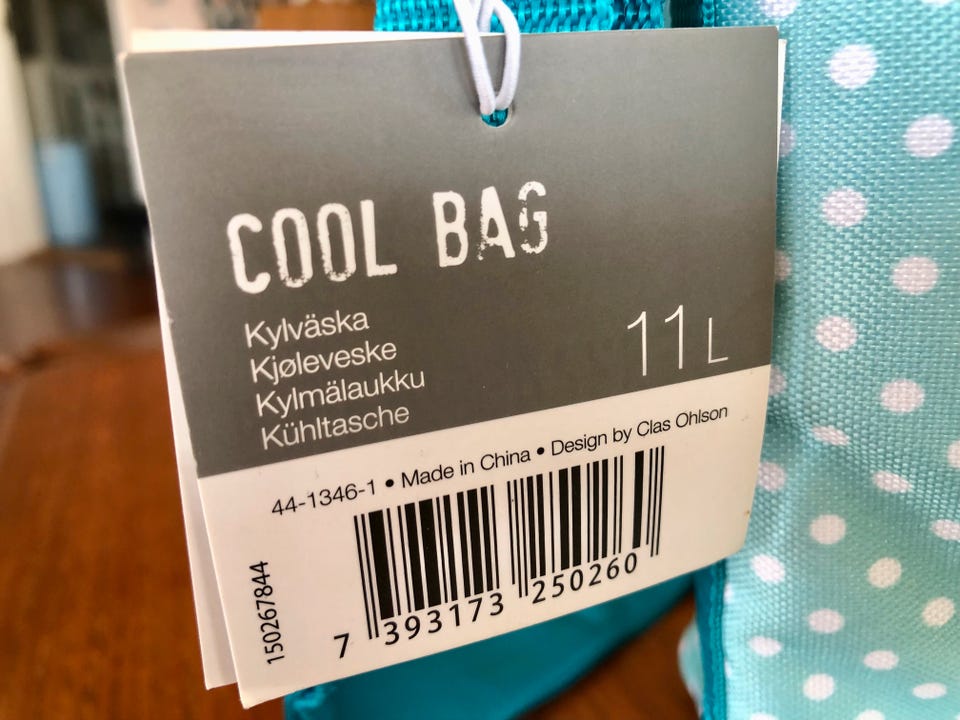 COOL BAG
Kylväska
Kjøleveske
Kylmälaukku
Kühltasche
11 L
44-1346-1 • Made in China • Design by Clas Ohlson
150267844
7 393173 250260